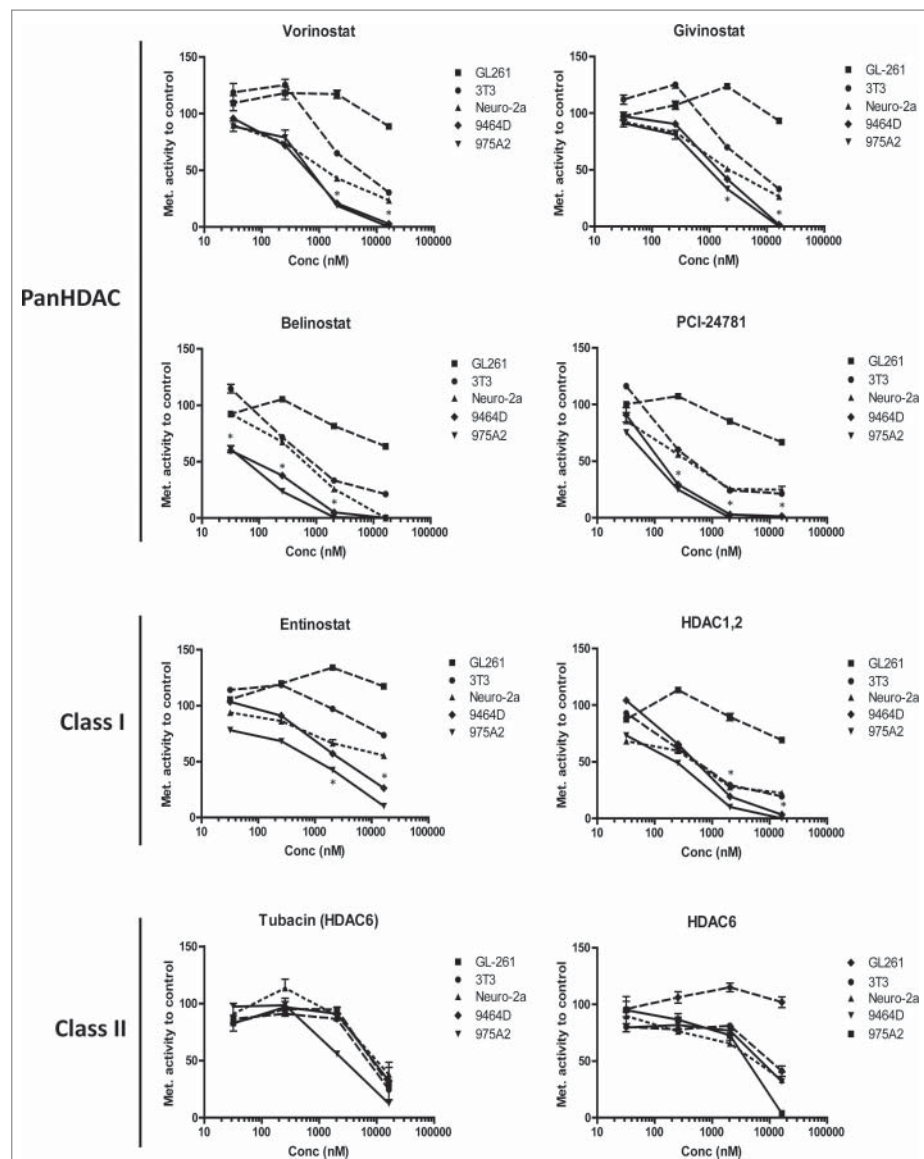 PanHDAC
Vorinostat
Met. activity to control
150
100
50
0
10
100
1000
10000
100000
Conc (nM)
GL261
3T3
Neuro-2a
9464D
975A2
*
*
Givinostat
Met. activity to control
150
100
50
0
10
100
1000
10000
100000
Conc (nM)
GL-261
3T3
Neuro-2a
9464D
975A2
*
*
Belinostat
Met. activity to control
150
100
50
0
10
100
1000
10000
100000
Conc (nM)
GL261
3T3
Neuro-2a
9464D
975A2
*
*
*
PCI-24781
Met. activity to control
150
100
50
0
10
100
1000
10000
100000
Conc (nM)
GL261
3T3
Neuro-2a
9464D
975A2
*
*
*
Class I
Entinostat
Met. activity to control
150
100
50
0
10
100
1000
10000
100000
Conc (nM)
GL261
3T3
Neuro-2a
9464D
975A2
*
*
HDAC1,2
Met. activity to control
150
100
50
0
10
100
1000
10000
100000
Conc (nM)
GL261
3T3
Neuro-2a
9464D
975A2
*
*
Class II
Tubacin (HDAC6)
Met. activity to control
150
100
50
0
10
100
1000
10000
100000
Conc (nM)
GL-261
3T3
Neuro-2a
9464D
975A2
HDAC6
Met. activity to control
150
100
50
0
10
100
1000
10000
100000
Conc (nM)
GL261
3T3
Neuro-2a
9464D
975A2